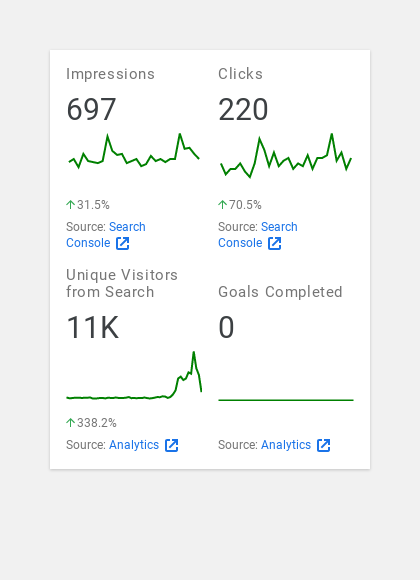 Impressions
697
↑31.5%
Source: Search
Console
Clicks
220
↑70.5%
Source: Search
Console
Unique Visitors
from Search
11K
↑338.2%
Source: Analytics
Goals Completed
0
Source: Analytics